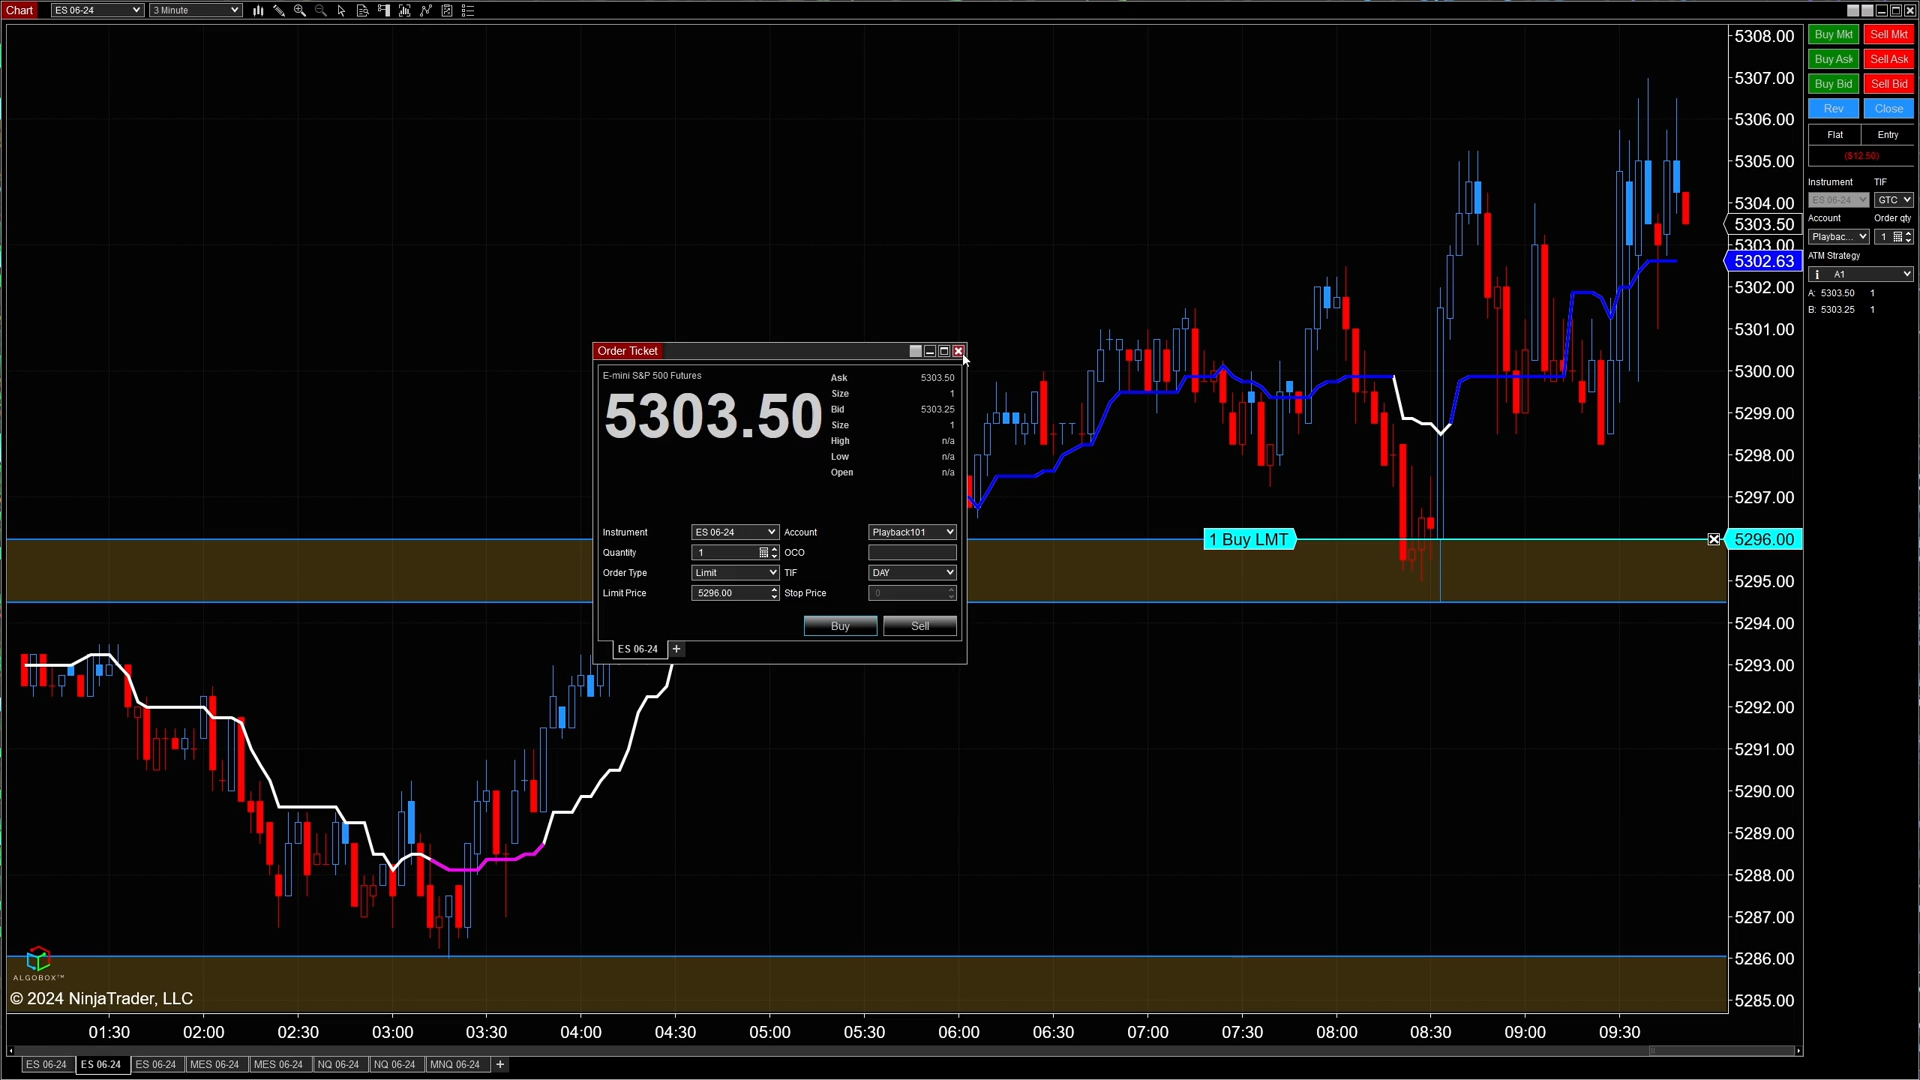 Chart ES 06-24 3 Minute
5308.00
5307.00
5306.00
5305.00
5304.00
5303.50
5303.00
5302.63
5302.00
5301.00
5300.00
5299.00
5298.00
5297.00
5296.00
5295.00
5294.00
5293.00
5292.00
5291.00
5290.00
5289.00
5288.00
5287.00
5286.00
5285.00
Buy Mkt Sell Mkt
Buy Ask Sell Ask
Buy Bid Sell Bid
Rev Close
Flat Entry
($12.50)
Instrument TIF
ES 06-24 GTC
Account Order qty
Playbac... 1
ATM Strategy
i A1
A: 5303.50 1
B: 5303.25 1
Order Ticket
E-mini S&P 500 Futures
5303.50
Ask 5303.50
Size 1
Bid 5303.25
Size 1
High n/a
Low n/a
Open n/a
Instrument ES 06-24 Account Playback101
Quantity 1 OCO
Order Type Limit TIF DAY
Limit Price 5296.00 Stop Price 0
Buy Sell
ES 06-24 +
1 Buy LMT
ALGOBOX™
© 2024 NinjaTrader, LLC
01:30 02:00 02:30 03:00 03:30 04:00 04:30 05:00 05:30 06:00 06:30 07:00 07:30 08:00 08:30 09:00 09:30
ES 06-24 ES 06-24 ES 06-24 MES 06-24 MES 06-24 NQ 06-24 NQ 06-24 MNQ 06-24 +